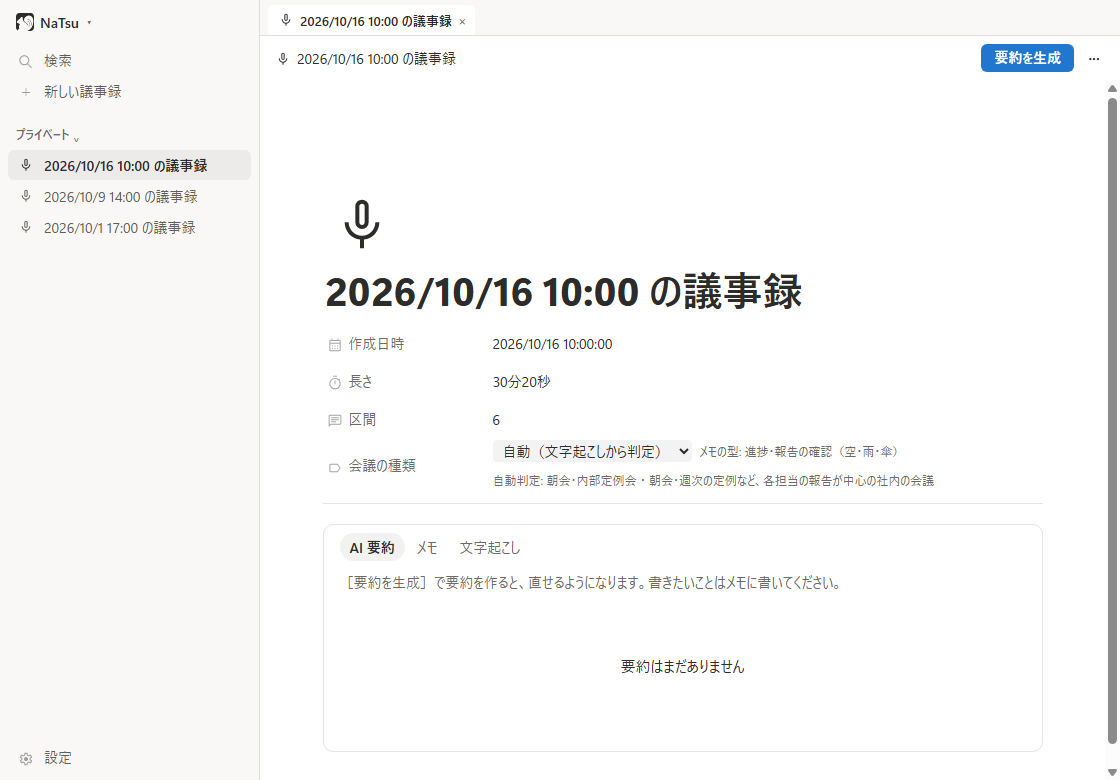 NaTsu
検索
新しい議事録
プライベート
2026/10/16 10:00 の議事録
2026/10/9 14:00 の議事録
2026/10/1 17:00 の議事録
設定
2026/10/16 10:00 の議事録 ×
2026/10/16 10:00 の議事録
要約を生成
2026/10/16 10:00 の議事録
作成日時 2026/10/16 10:00:00
長さ 30分20秒
区間 6
会議の種類 自動（文字起こしから判定） メモの型: 進捗・報告の確認（空・雨・傘）
自動判定: 朝会・内部定例会 · 朝会・週次の定例など、各担当の報告が中心の社内の会議
AI 要約 メモ 文字起こし
［要約を生成］で要約を作ると、直せるようになります。書きたいことはメモに書いてください。
要約はまだありません